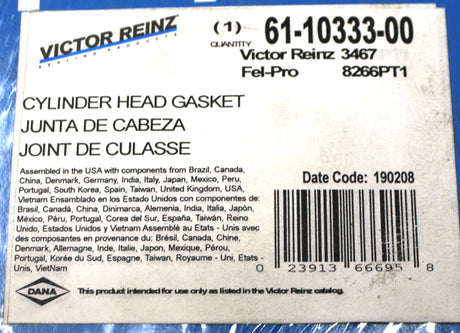 VICTOR REINZ®
SEALING PRODUCTS
(1)
QUANTITY
61-10333-00
Victor Reinz 3467
Fel-Pro 8266PT1
CYLINDER HEAD GASKET
JUNTA DE CABEZA
JOINT DE CULASSE
Assembled in the USA with components from Brazil, Canada,
China, Denmark, Germany, India, Italy, Japan, Mexico, Peru,
Portugal, South Korea, Spain, Taiwan, United Kingdom, USA,
Vietnam Ensamblado en los Estados Unidos con componentes de:
Brasil, Canadá, China, Dinimarca, Alemenia, India, Italia, Japón,
México, Péru, Portugal, Corea del Sur, España, Taiwán, Reino
Unido, Estados Unidos y Vietnam Assemblé au Etats - Unis avec
des composantes en provenance du: Brésil, Canada, Chine,
Denmark, Allemagne, Inde, Italie, Japon, Mexique, Pérou,
Portugal, Korée du Sud, Espagne, Taiwan, Royaume - Uni, Etats -
Unis, VietNam
Date Code: 190208
0 23913 66695 8
DANA
This product intended for use only as listed in the Victor Reinz catalog.